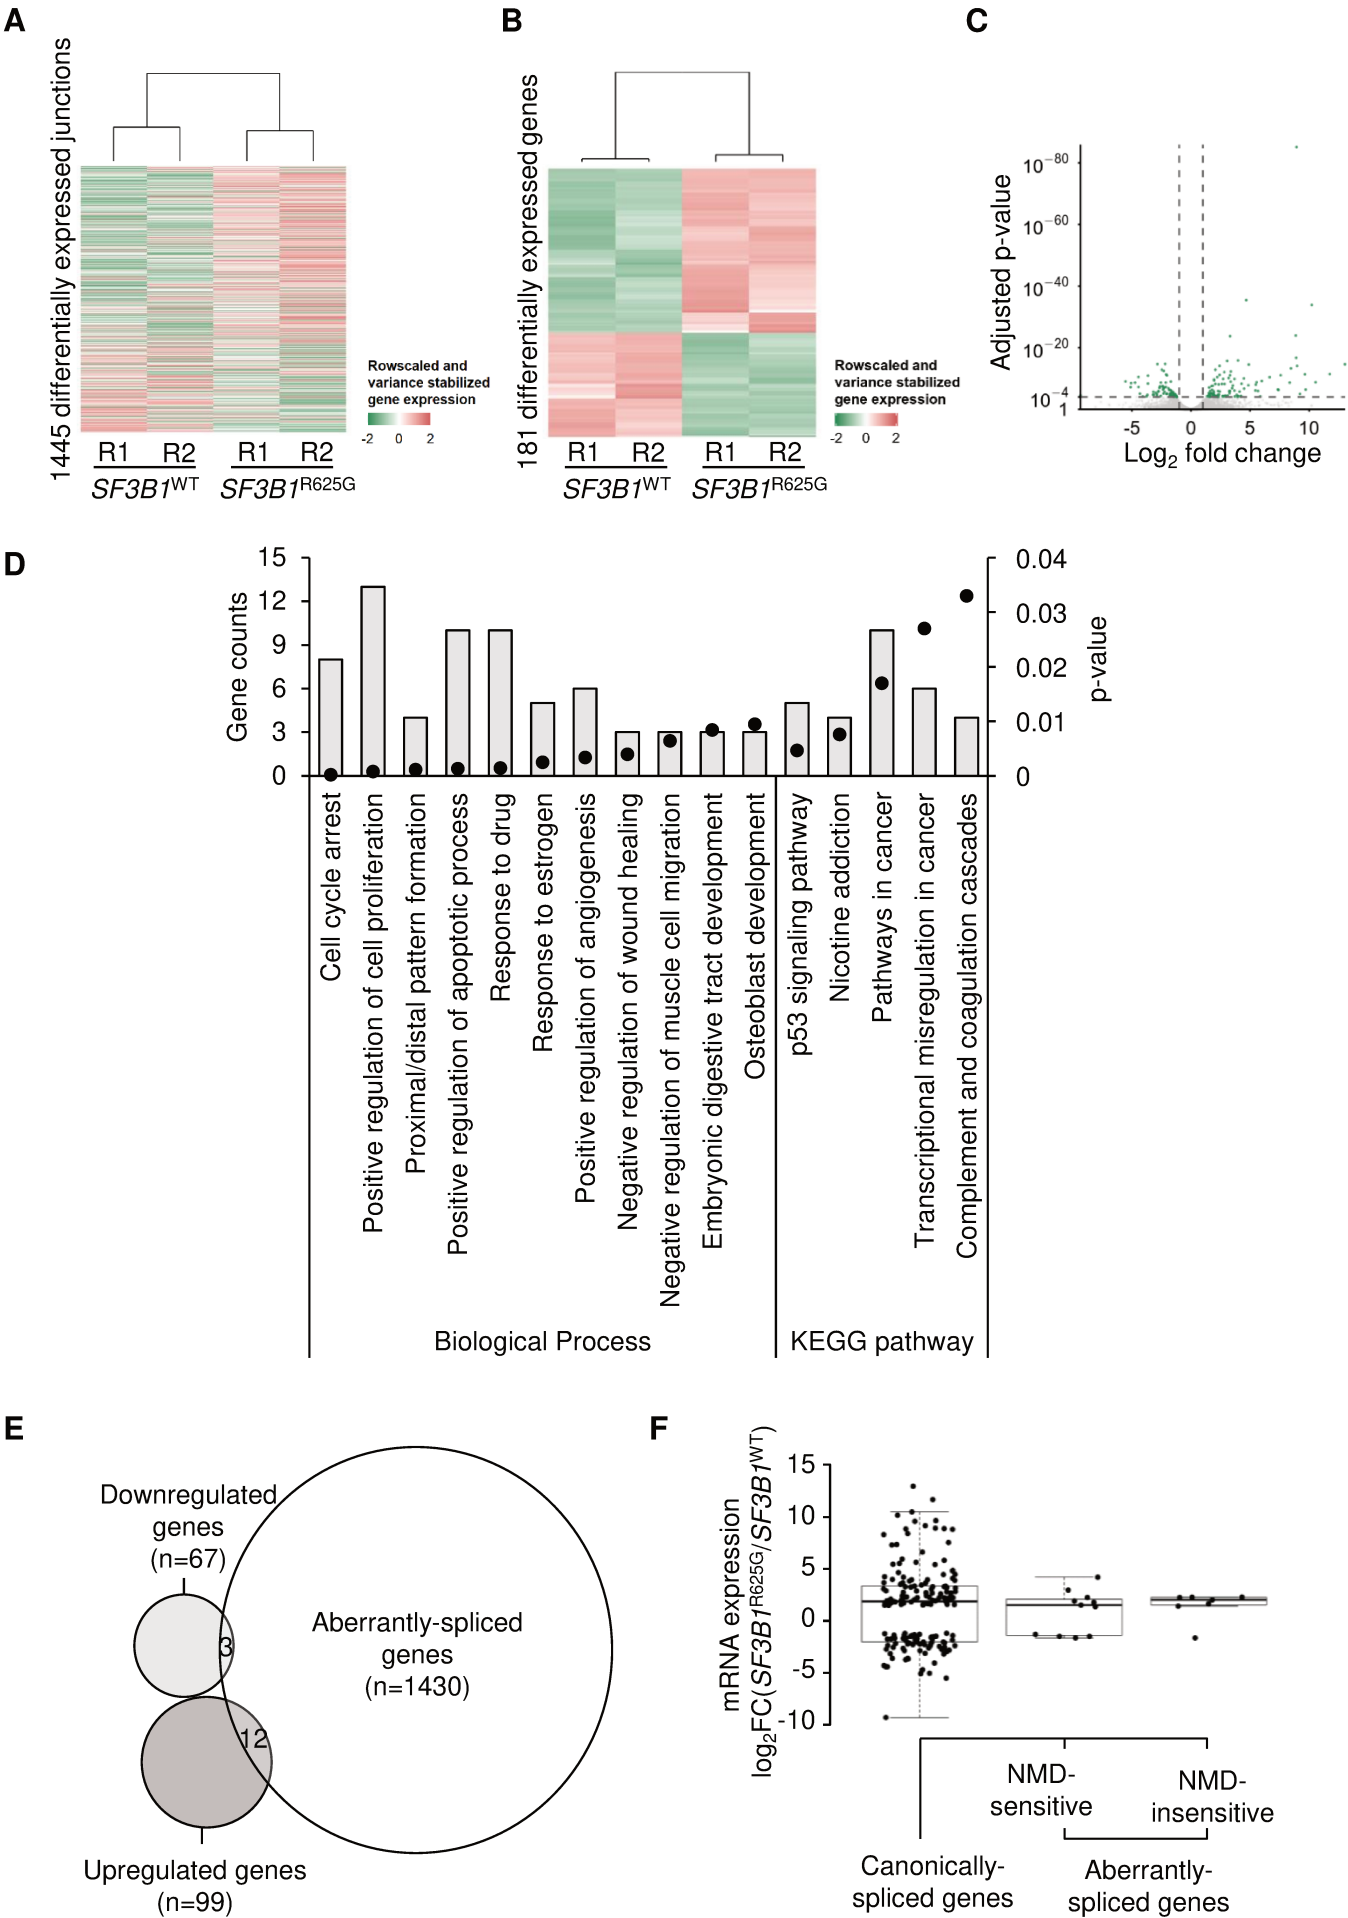 A
1445 differentially expressed junctions
Rowscaled and
variance stabilized
gene expression
-2 0 2
R1 R2 R1 R2
SF3B1WT SF3B1R625G
B
181 differentially expressed genes
Rowscaled and
variance stabilized
gene expression
-2 0 2
R1 R2 R1 R2
SF3B1WT SF3B1R625G
C
Adjusted p-value
10−80
10−60
10−40
10−20
10−4
1
-5 0 5 10
Log2 fold change
D
Gene counts
15
12
9
6
3
0
0.04
0.03
0.02
0.01
0
p-value
Cell cycle arrest
Positive regulation of cell proliferation
Proximal/distal pattern formation
Positive regulation of apoptotic process
Response to drug
Response to estrogen
Positive regulation of angiogenesis
Negative regulation of wound healing
Negative regulation of muscle cell migration
Embryonic digestive tract development
Osteoblast development
p53 signaling pathway
Nicotine addiction
Pathways in cancer
Transcriptional misregulation in cancer
Complement and coagulation cascades
Biological Process
KEGG pathway
E
Downregulated
genes
(n=67)
3
Aberrantly-spliced
genes
(n=1430)
12
Upregulated genes
(n=99)
F
mRNA expression
log2FC(SF3B1R625G/SF3B1WT)
15
10
5
0
-5
-10
NMD-
sensitive
NMD-
insensitive
Canonically-
spliced genes
Aberrantly-
spliced genes